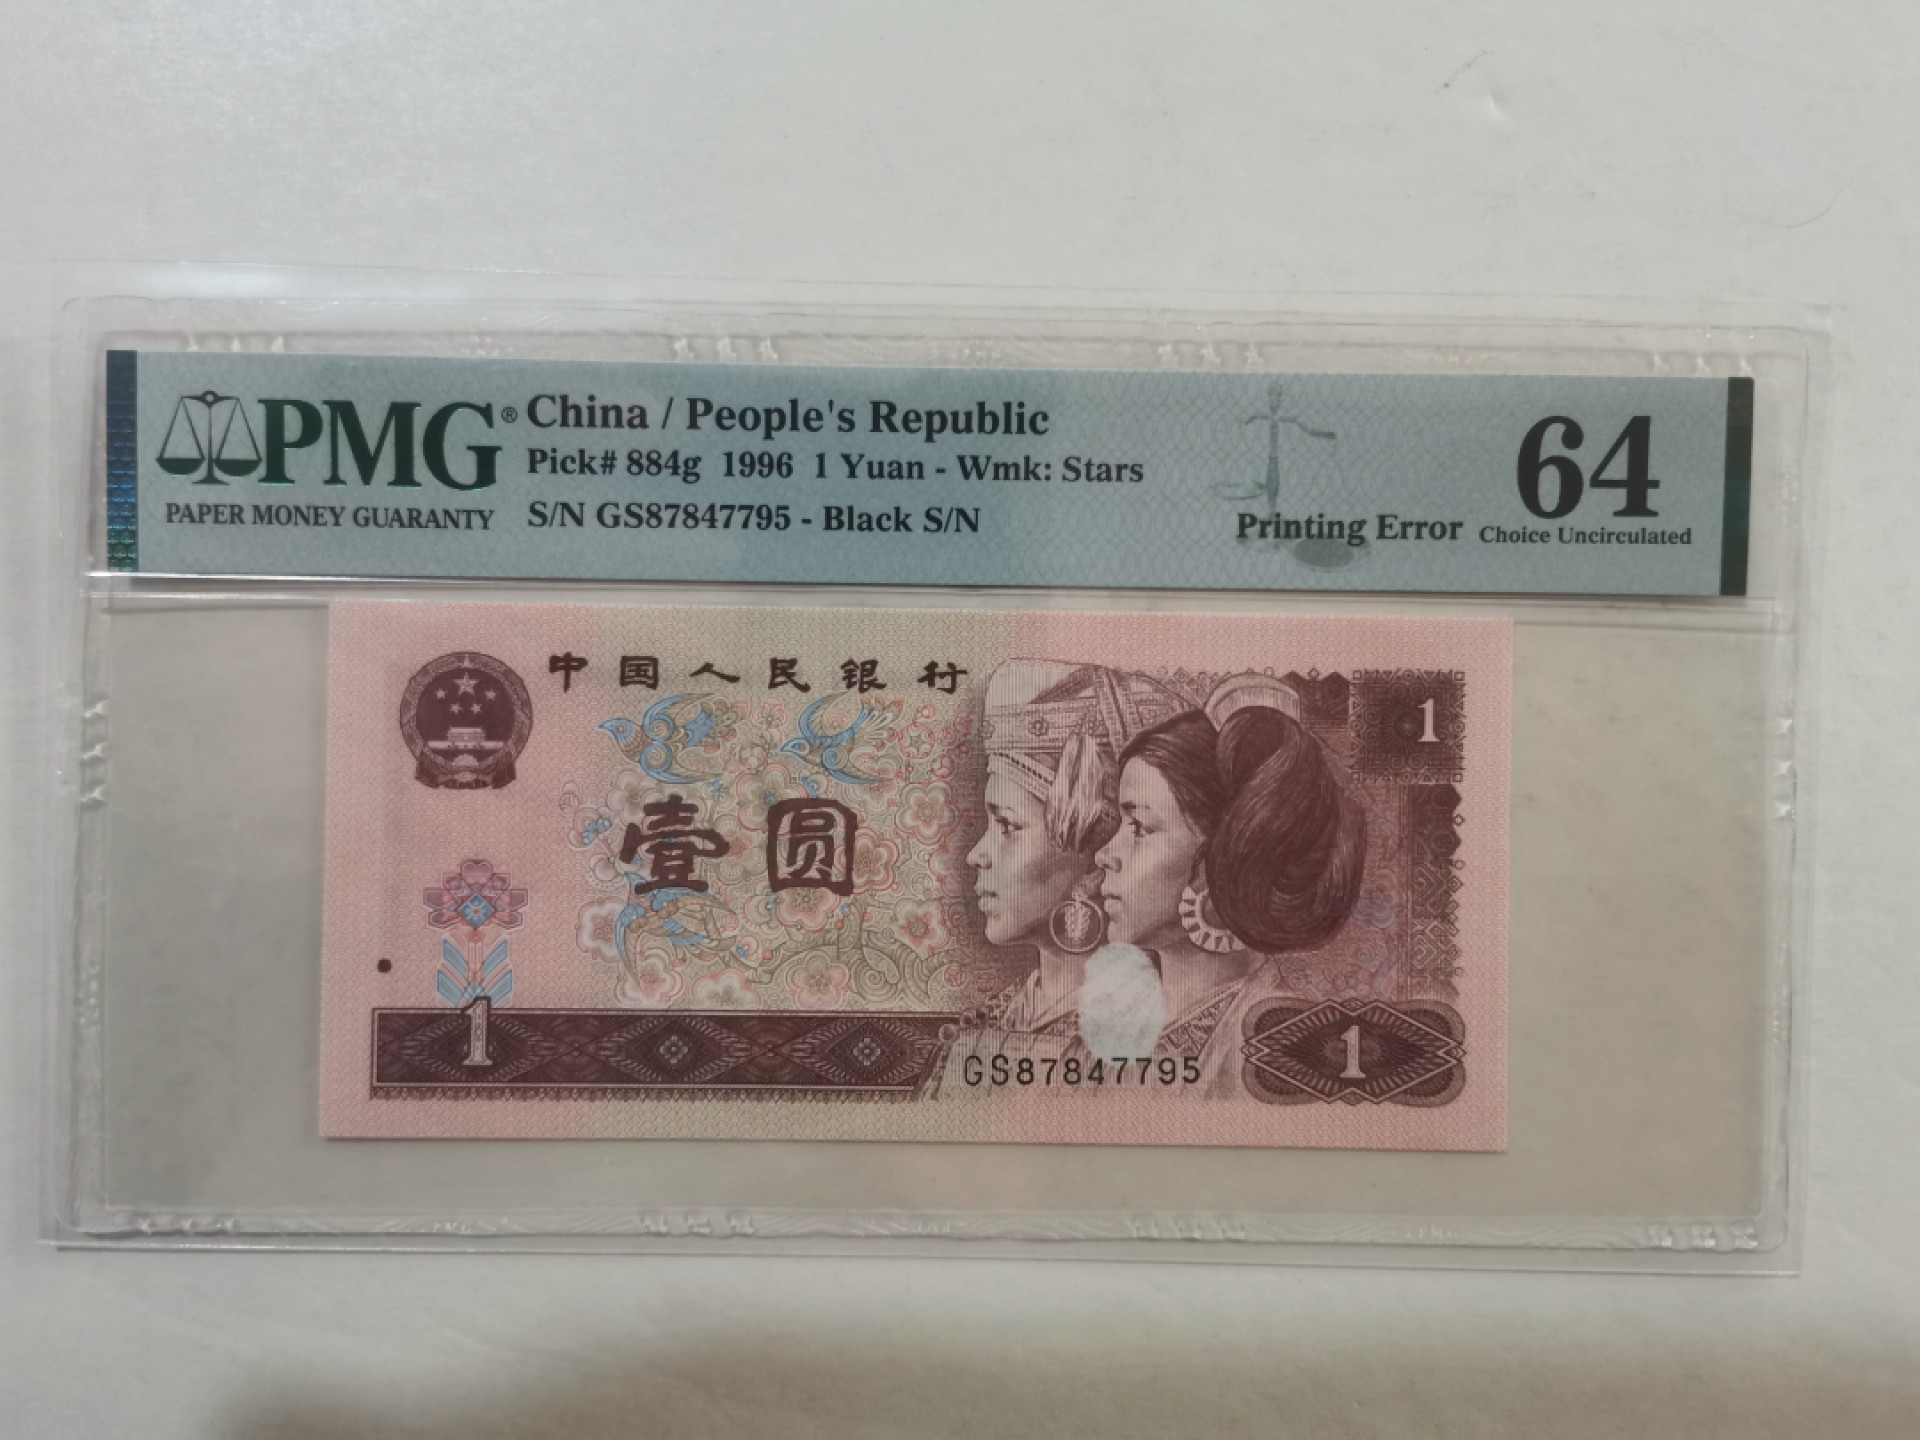 PMG®
PAPER MONEY GUARANTY
China / People's Republic
Pick# 884g 1996 1 Yuan - Wmk: Stars
S/N GS87847795 - Black S/N
Printing Error
64
Choice Uncirculated
中国人民银行
1
壹圆
1
GS87847795
1